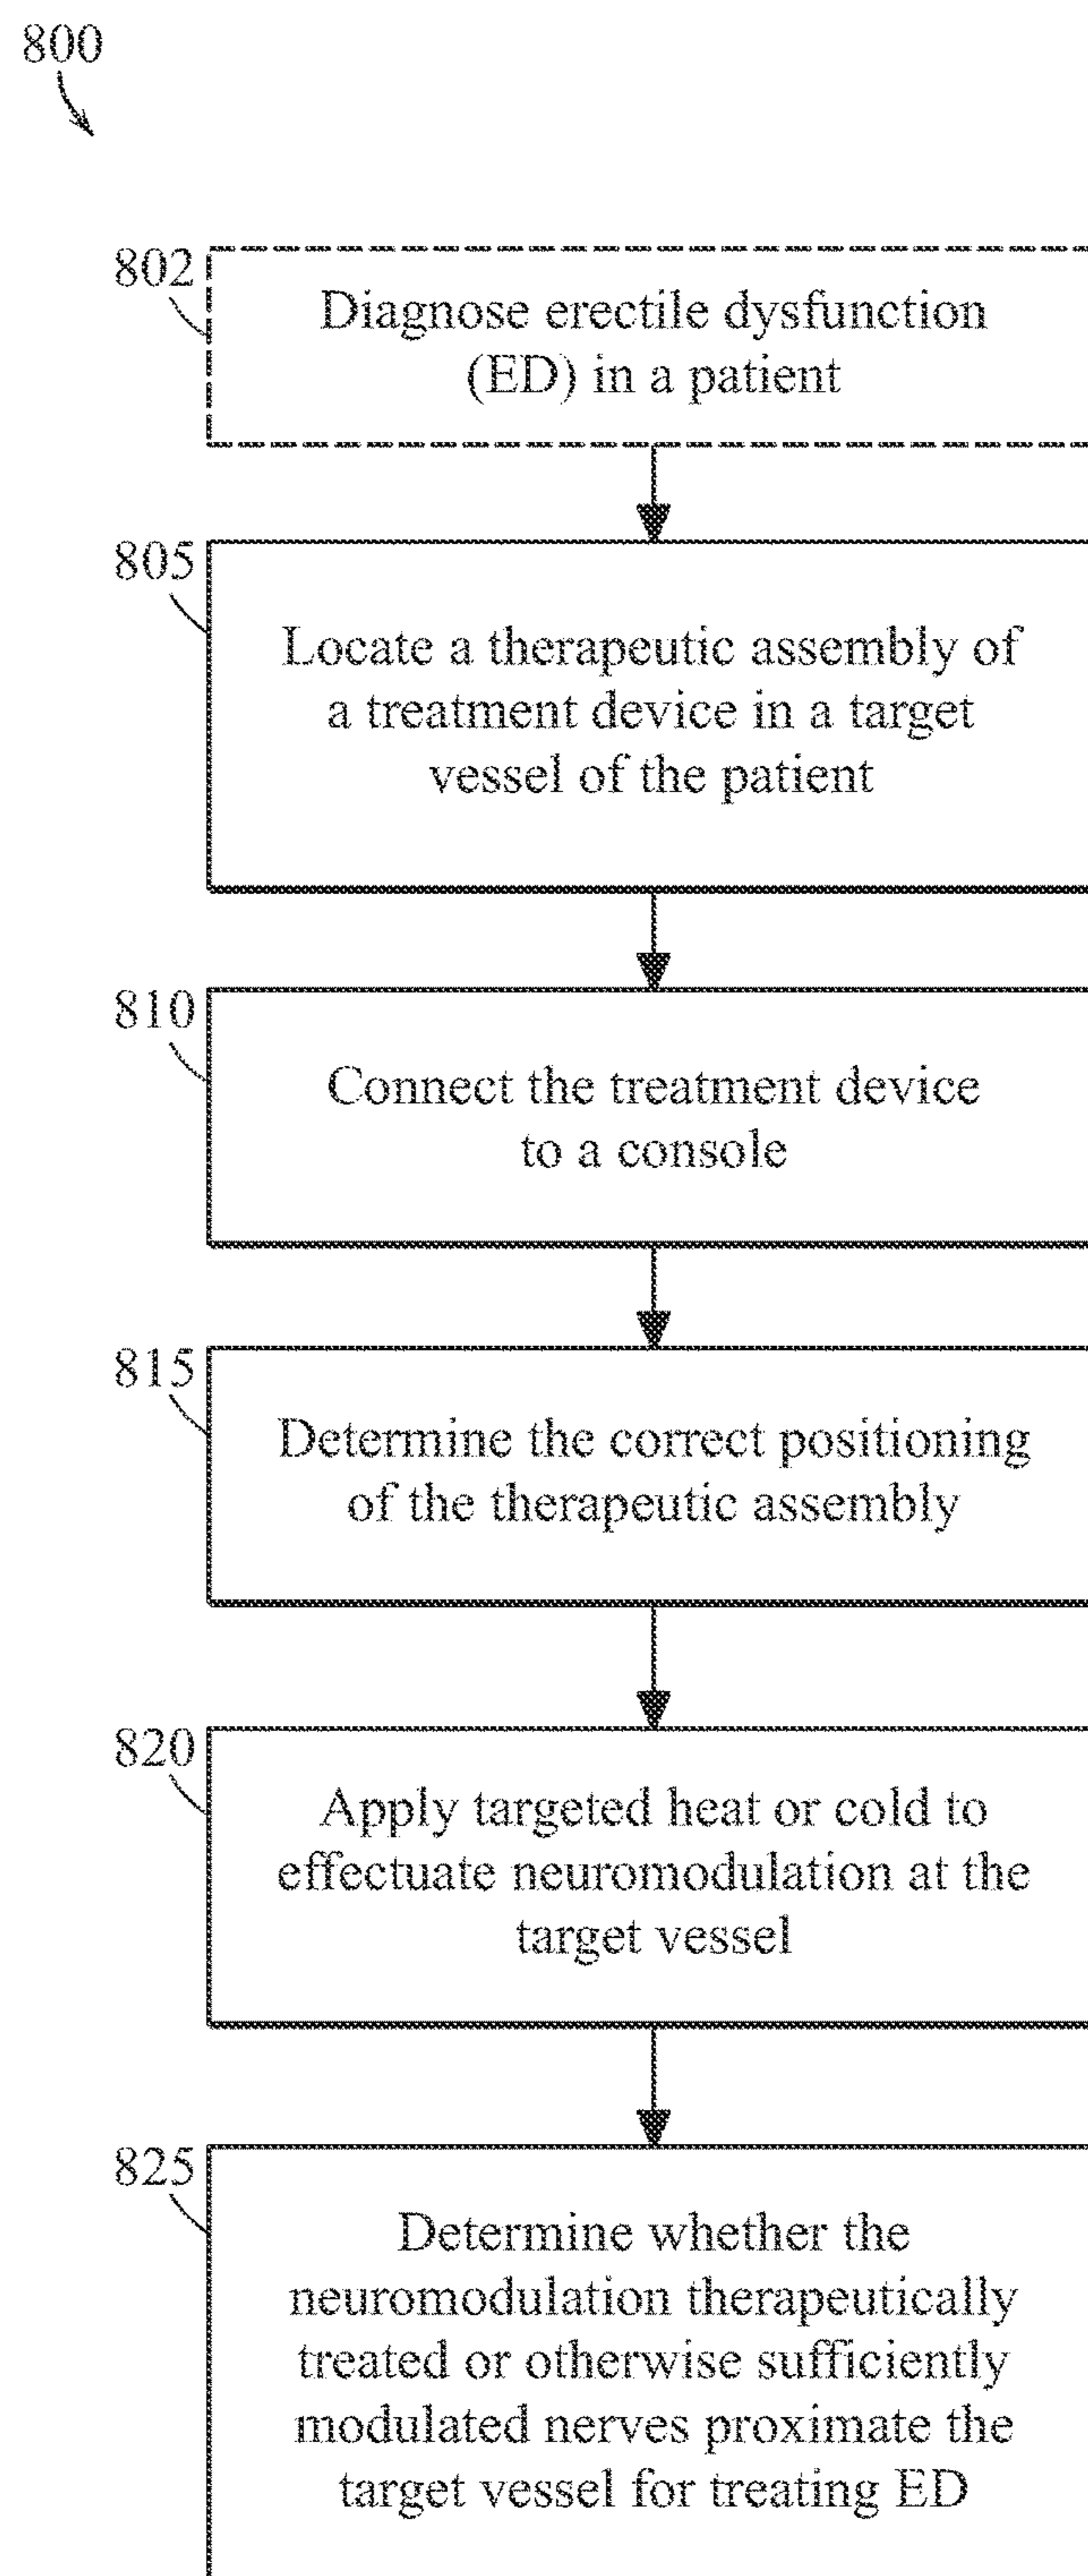 800
802
Diagnose erectile dysfunction
(ED) in a patient
805
Locate a therapeutic assembly of
a treatment device in a target
vessel of the patient
810
Connect the treatment device
to a console
815
Determine the correct positioning
of the therapeutic assembly
820
Apply targeted heat or cold to
effectuate neuromodulation at the
target vessel
825
Determine whether the
neuromodulation therapeutically
treated or otherwise sufficiently
modulated nerves proximate the
target vessel for treating ED